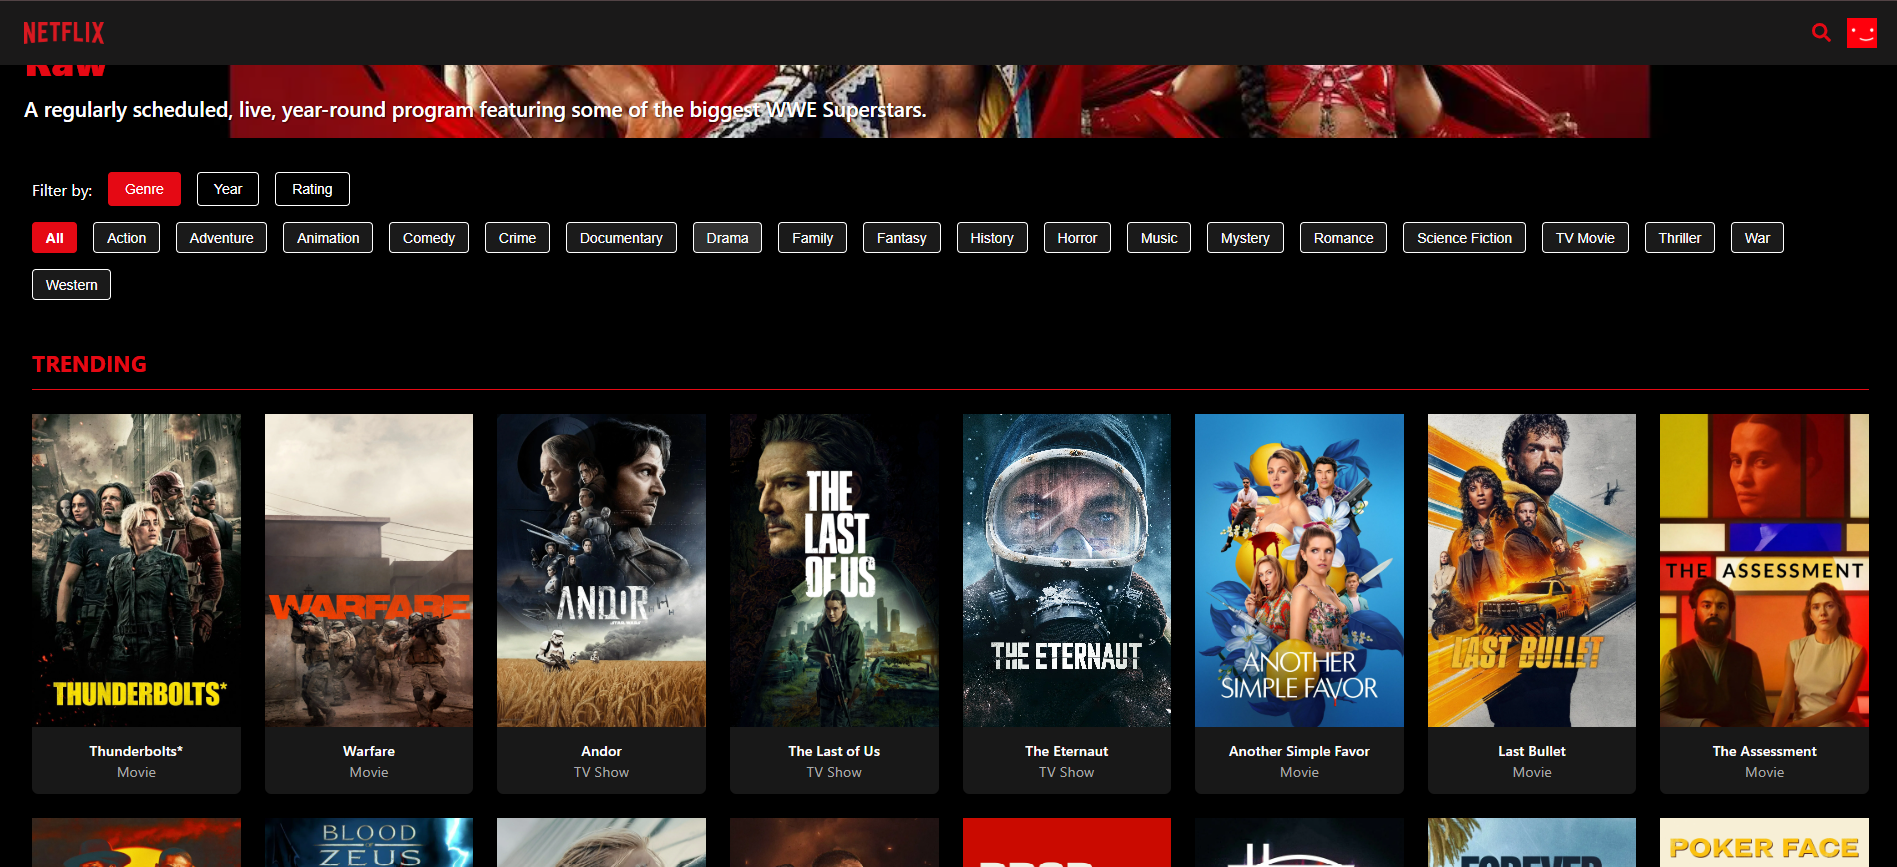 NETFLIX
Raw
A regularly scheduled, live, year-round program featuring some of the biggest WWE Superstars.
Filter by: Genre Year Rating
All Action Adventure Animation Comedy Crime Documentary Drama Family Fantasy History Horror Music Mystery Romance Science Fiction TV Movie Thriller War
Western
TRENDING
THUNDERBOLTS*
WARFARE
ANDOR
STAR WARS
THE
LAST
OF US
THE ETERNAUT
ANOTHER
SIMPLE FAVOR
LAST BULLET
THE ASSESSMENT
Thunderbolts* Warfare Andor The Last of Us The Eternaut Another Simple Favor Last Bullet The Assessment
Movie Movie TV Show TV Show TV Show Movie Movie Movie
BLOOD
OF ZEUS
DROP
FOREVER
POKER FACE